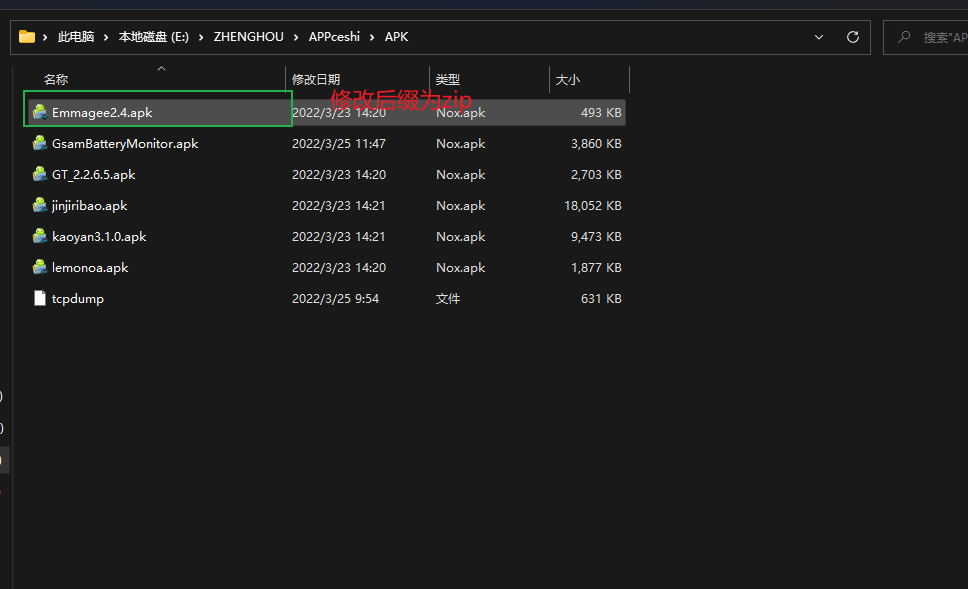 此电脑 › 本地磁盘 (E:) › ZHENGHOU › APPceshi › APK
搜索"AP
名称 修改日期 类型 大小
修改后缀为zip
Emmagee2.4.apk 2022/3/23 14:20 Nox.apk 493 KB
GsamBatteryMonitor.apk 2022/3/25 11:47 Nox.apk 3,860 KB
GT_2.2.6.5.apk 2022/3/23 14:20 Nox.apk 2,703 KB
jinjiribao.apk 2022/3/23 14:21 Nox.apk 18,052 KB
kaoyan3.1.0.apk 2022/3/23 14:21 Nox.apk 9,473 KB
lemonoa.apk 2022/3/23 14:20 Nox.apk 1,877 KB
tcpdump 2022/3/25 9:54 文件 631 KB
)
)